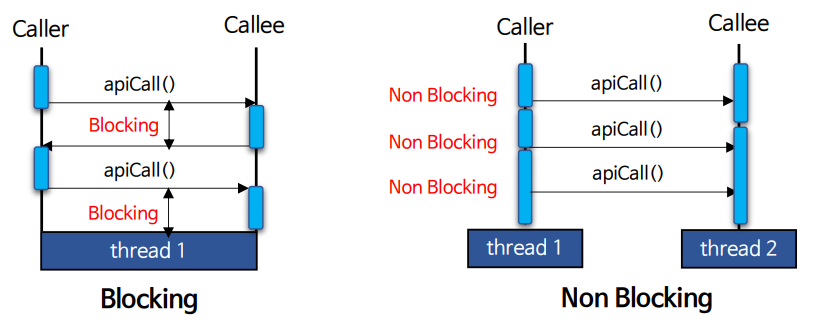 Caller
Callee
apiCall()
Blocking
apiCall()
Blocking
thread 1
Blocking
Caller
Callee
Non Blocking
apiCall()
Non Blocking
apiCall()
Non Blocking
apiCall()
thread 1
thread 2
Non Blocking